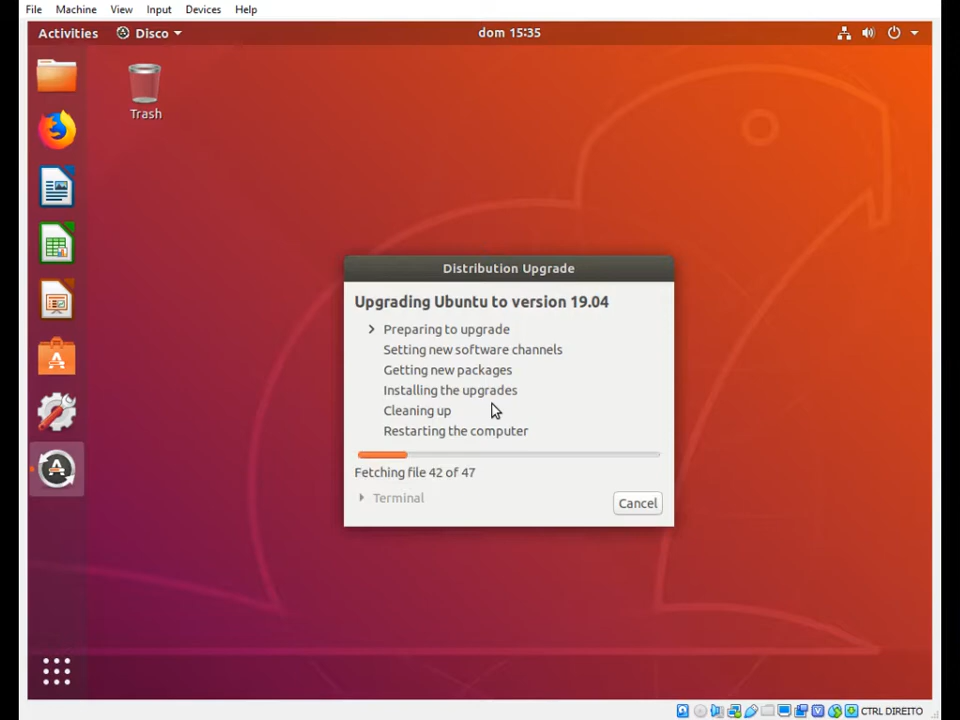 File Machine View Input Devices Help
Activities Disco dom 15:35
Trash
Distribution Upgrade
Upgrading Ubuntu to version 19.04
Preparing to upgrade
Setting new software channels
Getting new packages
Installing the upgrades
Cleaning up
Restarting the computer
Fetching file 42 of 47
Terminal
Cancel
CTRL DIREITO